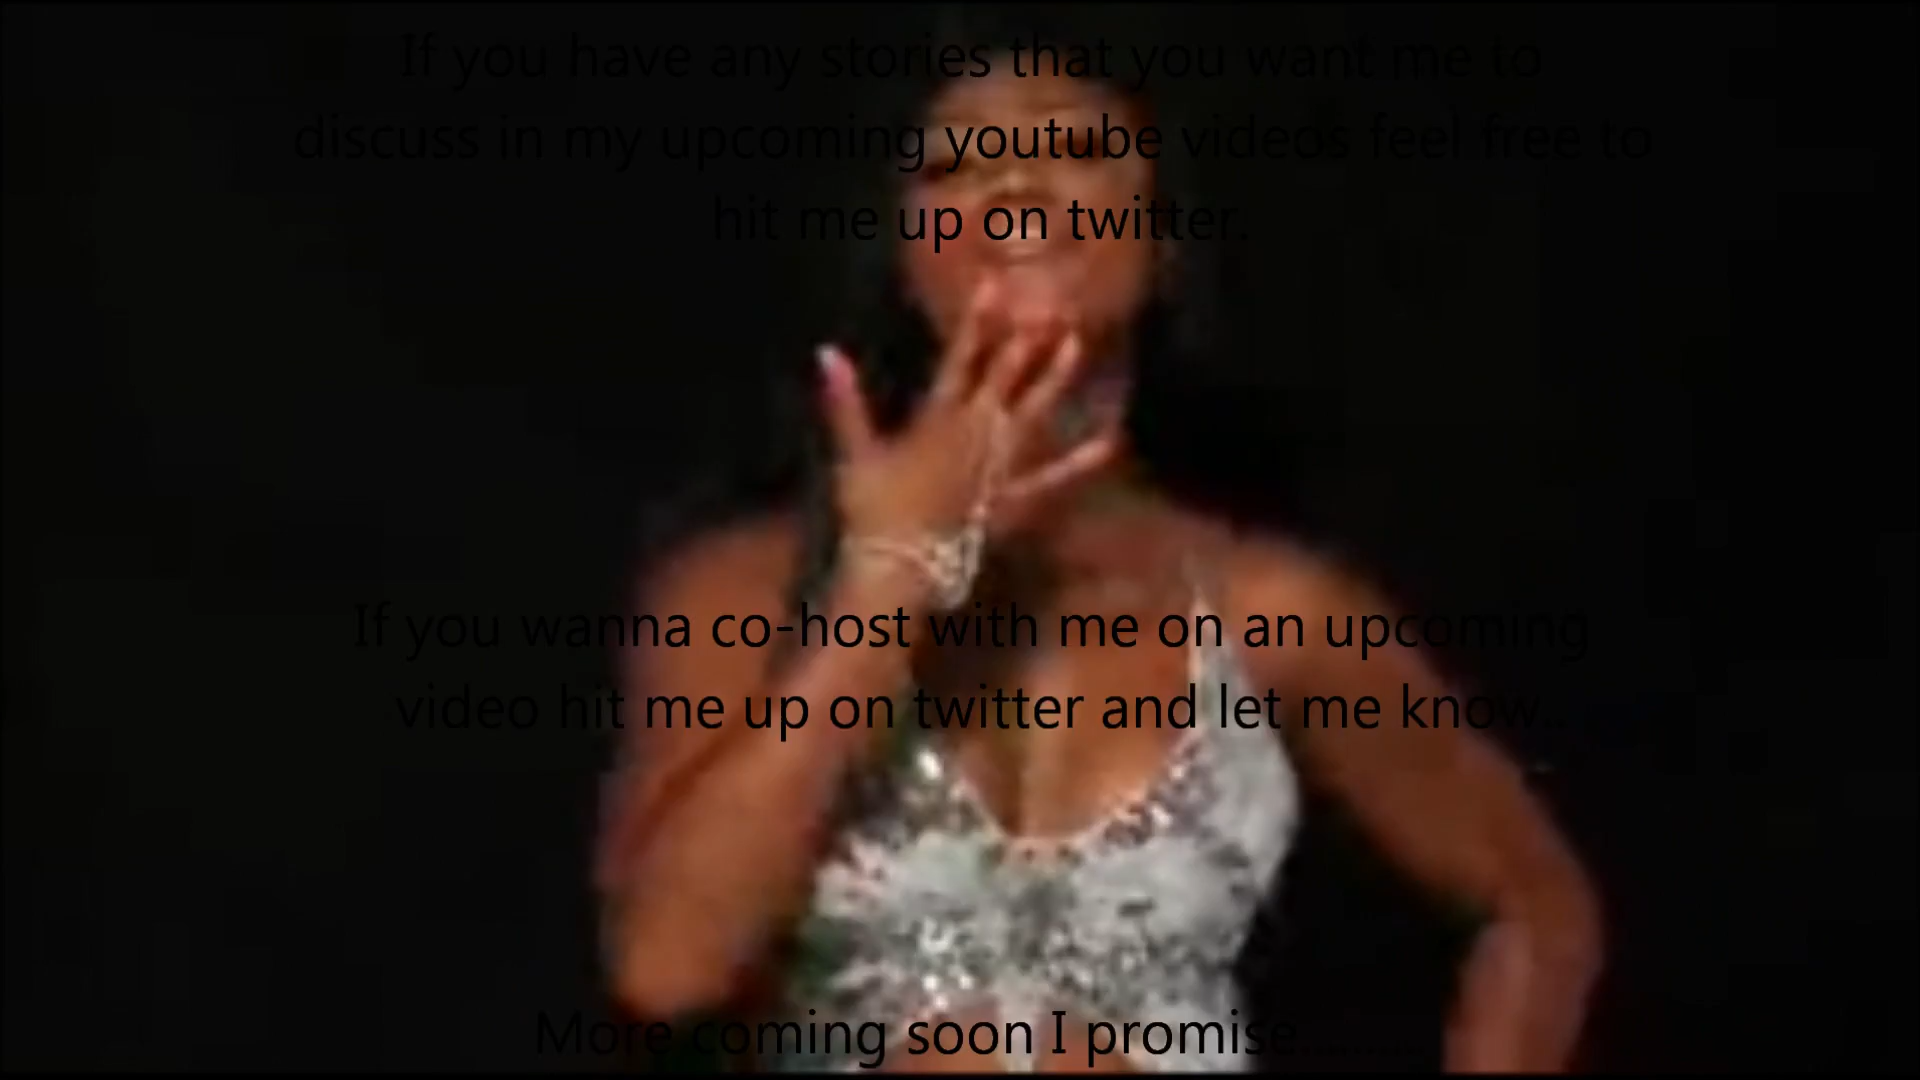 If you have any stories that you want me to
discuss in my upcoming youtube videos feel free to
hit me up on twitter.
If you wanna co-host with me on an upcoming
video hit me up on twitter and let me know..
More coming soon I promise.........